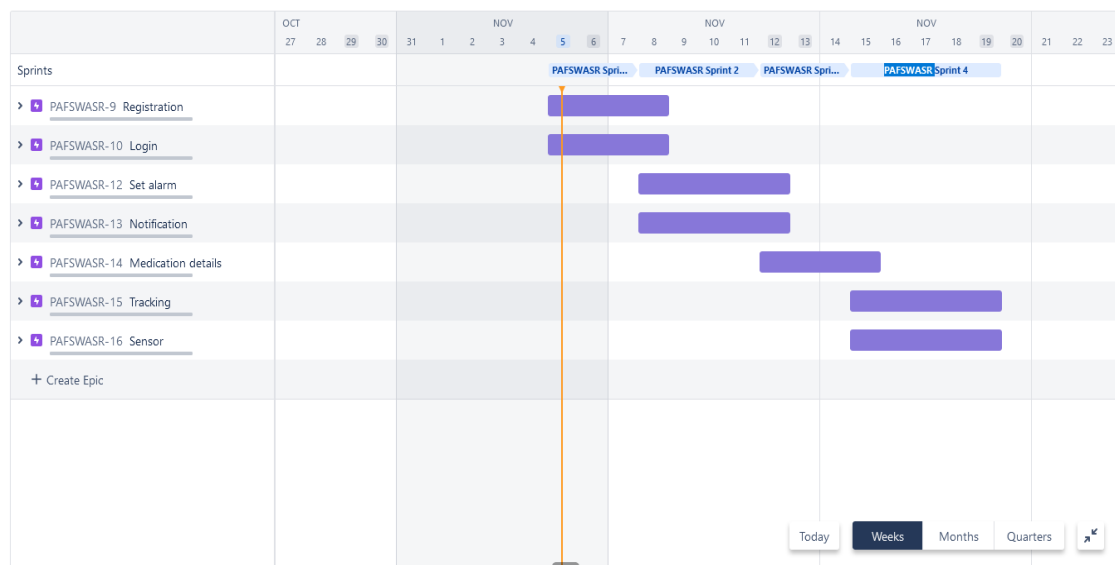 OCT NOV NOV NOV
27 28 29 30 31 1 2 3 4 5 6 7 8 9 10 11 12 13 14 15 16 17 18 19 20 21 22 23
Sprints PAFSWASR Spri... PAFSWASR Sprint 2 PAFSWASR Spri... PAFSWASR Sprint 4
PAFSWASR-9 Registration
PAFSWASR-10 Login
PAFSWASR-12 Set alarm
PAFSWASR-13 Notification
PAFSWASR-14 Medication details
PAFSWASR-15 Tracking
PAFSWASR-16 Sensor
+ Create Epic
Today Weeks Months Quarters